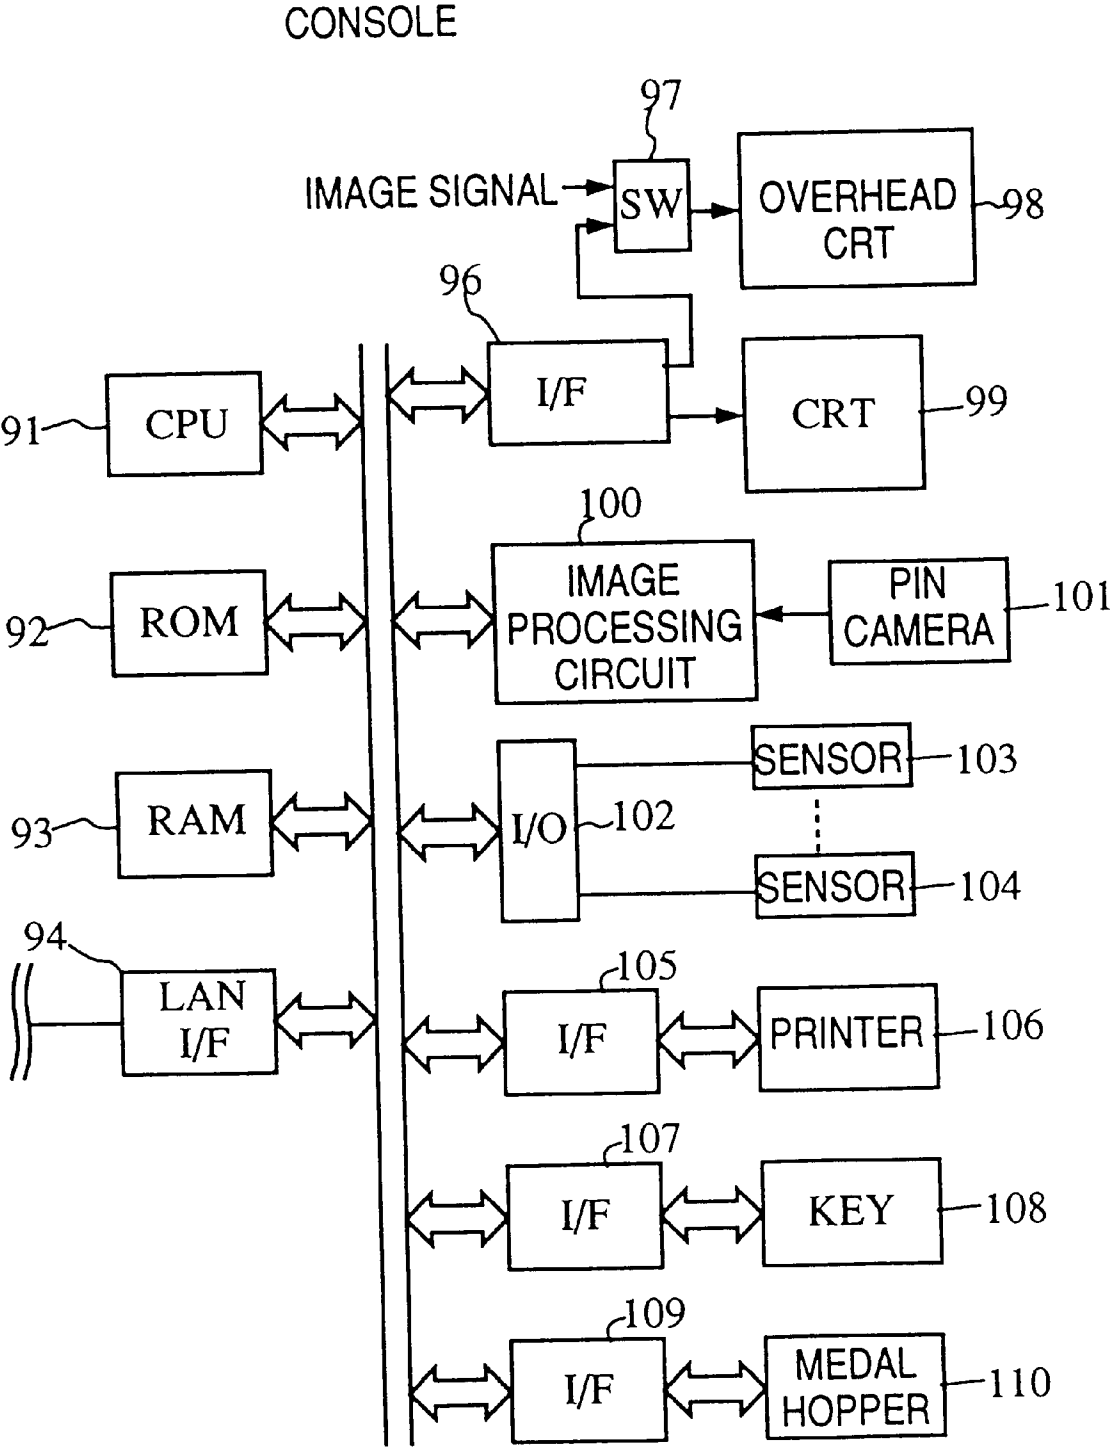 CONSOLE
97
IMAGE SIGNAL
SW
OVERHEAD
CRT
98
96
I/F
CRT
99
91
CPU
100
IMAGE
PROCESSING
CIRCUIT
PIN
CAMERA
101
92
ROM
SENSOR
103
93
RAM
I/O
102
SENSOR
104
94
LAN
I/F
105
I/F
PRINTER
106
107
I/F
KEY
108
109
I/F
MEDAL
HOPPER
110